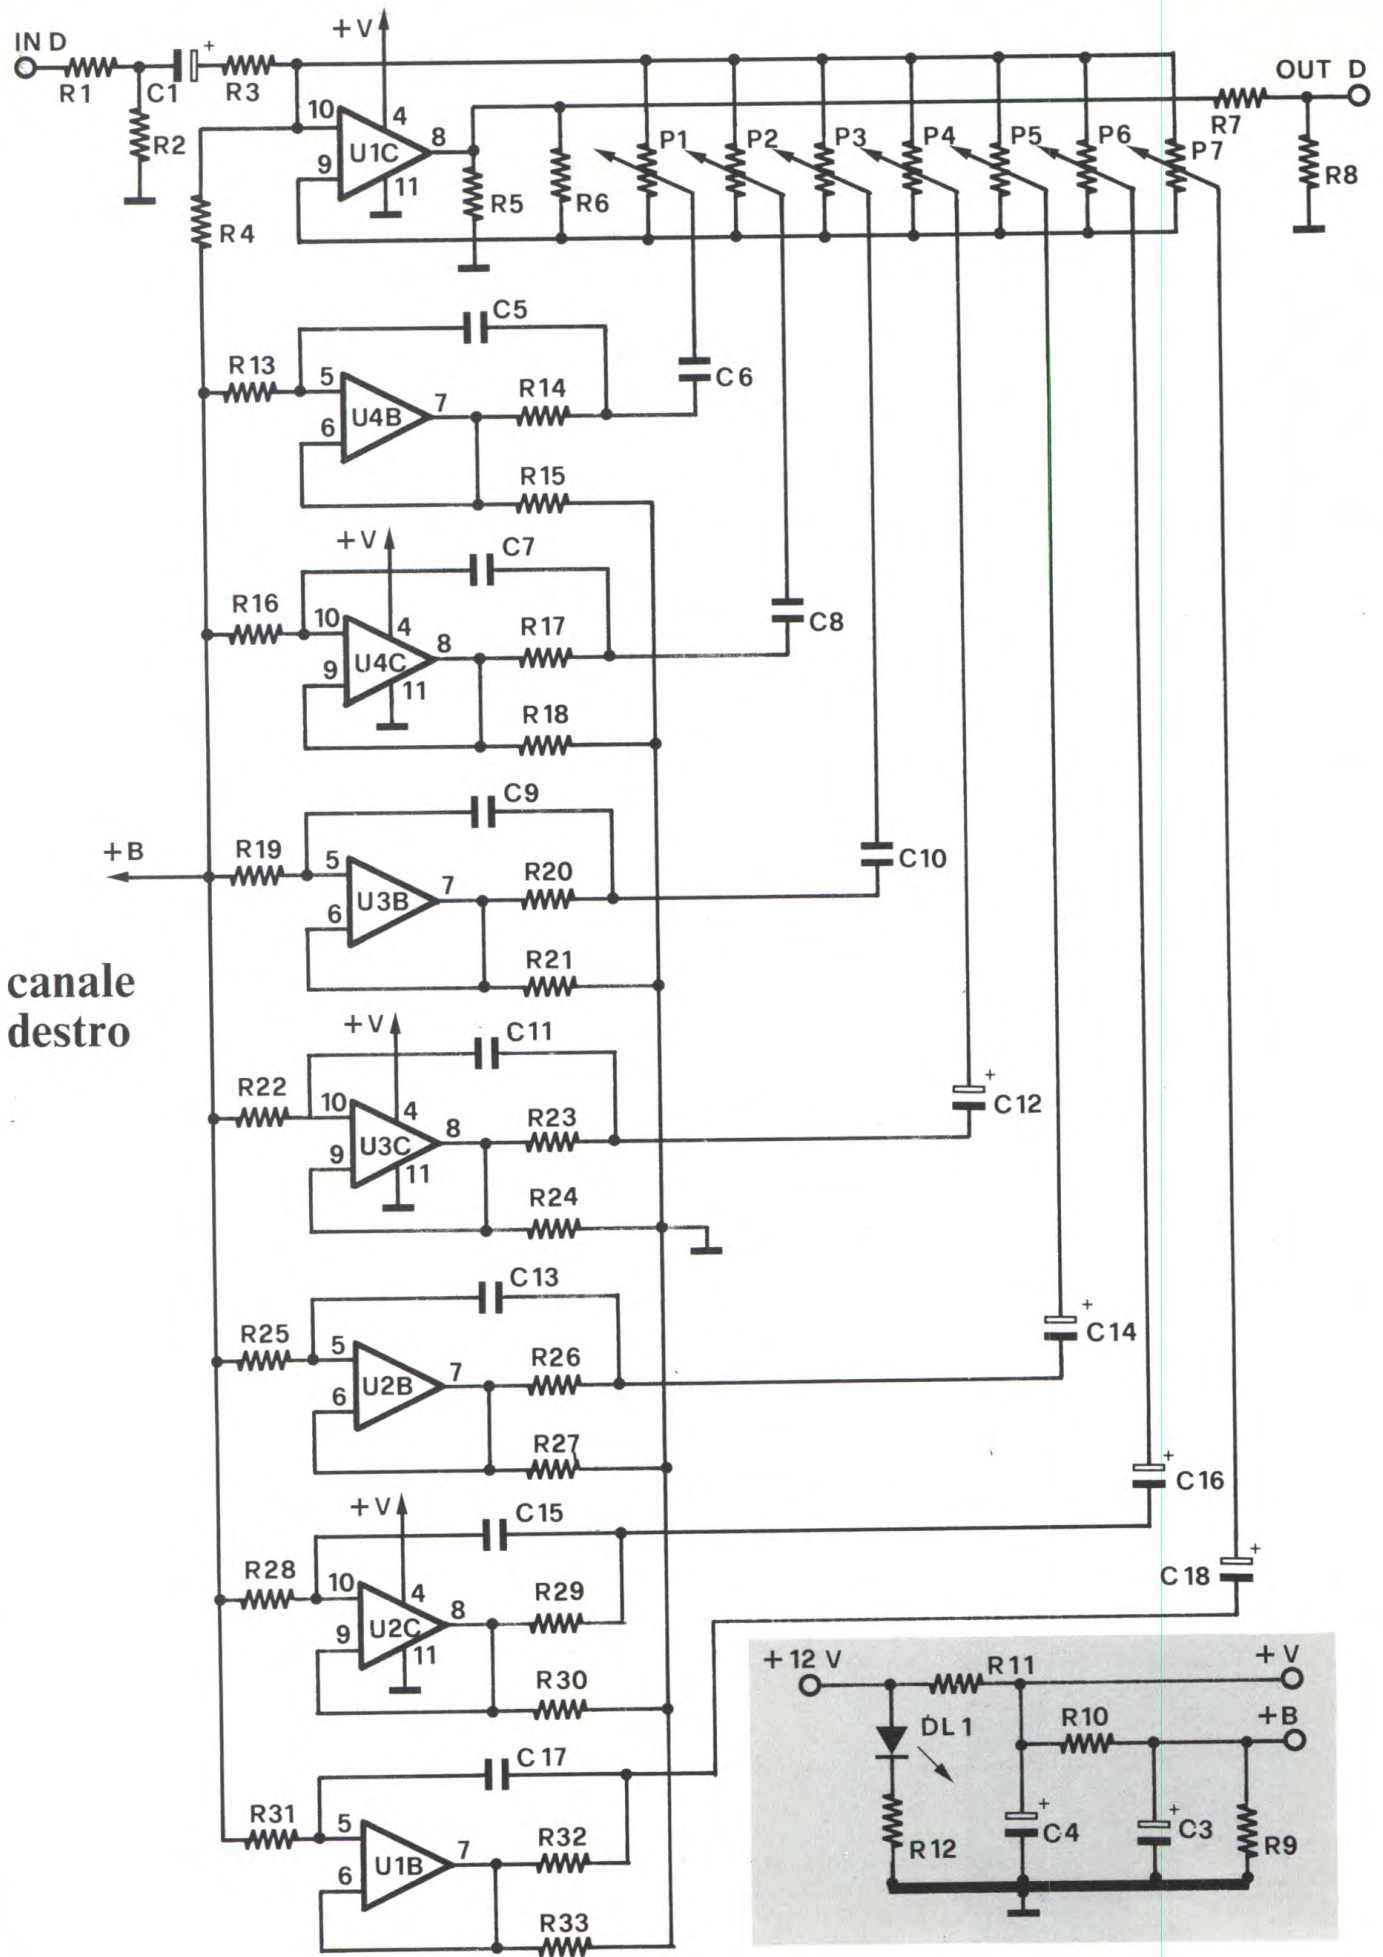 IN D
+V
OUT D
R1
C1
+
R3
R2
10
4
8
U1C
9
11
R4
R5
R6
P1
P2
P3
P4
P5
P6
P7
R7
R8
C5
R13
5
7
U4B
6
R14
C6
R15
+V
C7
R16
10
4
8
U4C
9
11
R17
C8
R18
C9
+B
R19
5
7
U3B
6
R20
C10
R21
canale
destro
+V
C11
R22
10
4
8
U3C
9
11
R23
+
C12
R24
C13
R25
5
7
U2B
6
R26
+
C14
R27
+V
C15
+
C16
R28
10
4
8
U2C
9
11
R29
+
C18
R30
C17
R31
5
7
U1B
6
R32
R33
+12 V
R11
+V
DL1
R10
+B
R12
+
C4
+
C3
R9